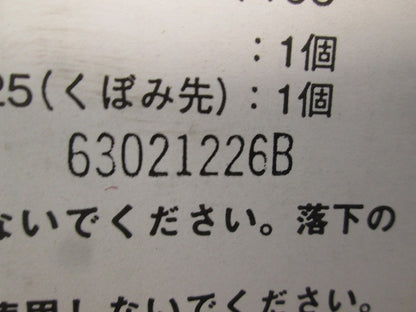 ：1個
25(くぼみ先)：1個
63021226B
ないでください。落下の
使用しないでください。